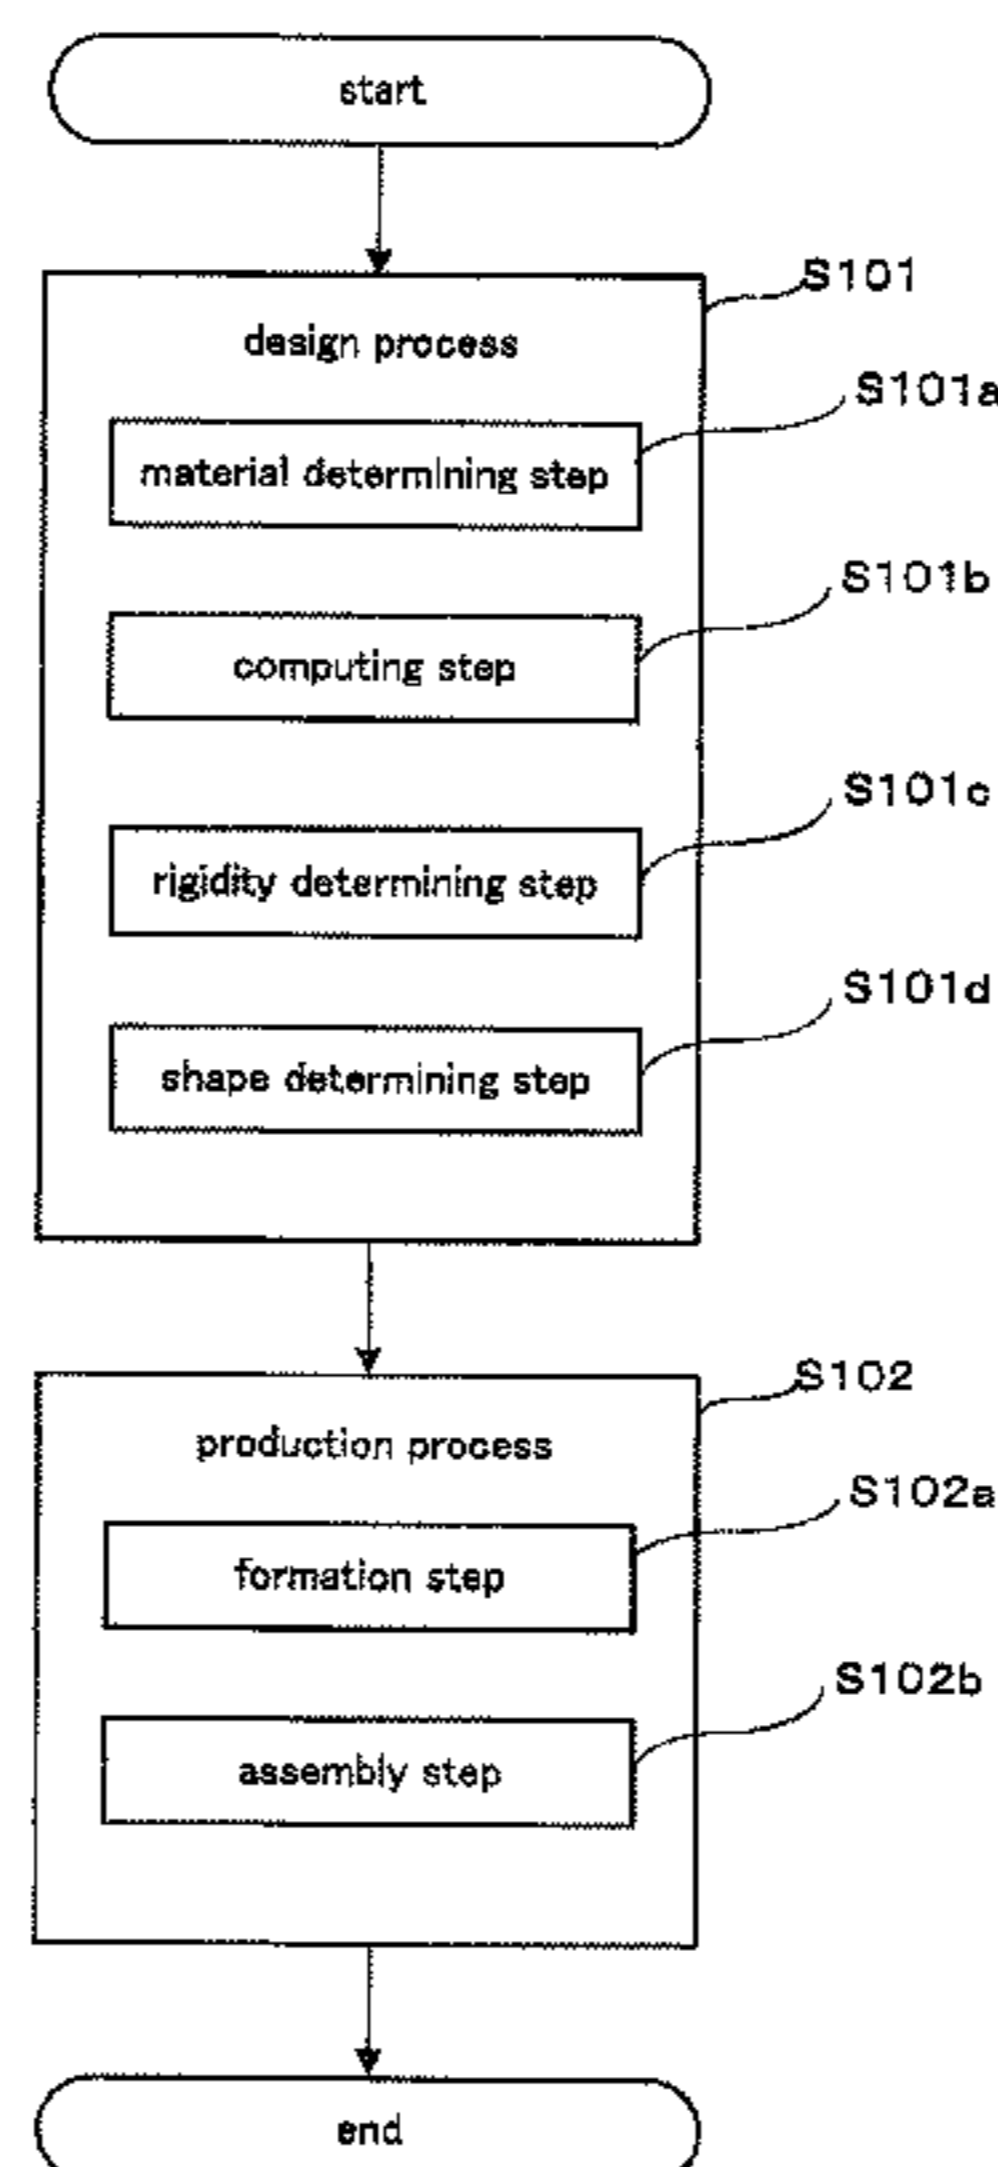 start
design process
S101
material determining step
S101a
computing step
S101b
rigidity determining step
S101c
shape determining step
S101d
production process
S102
formation step
S102a
assembly step
S102b
end